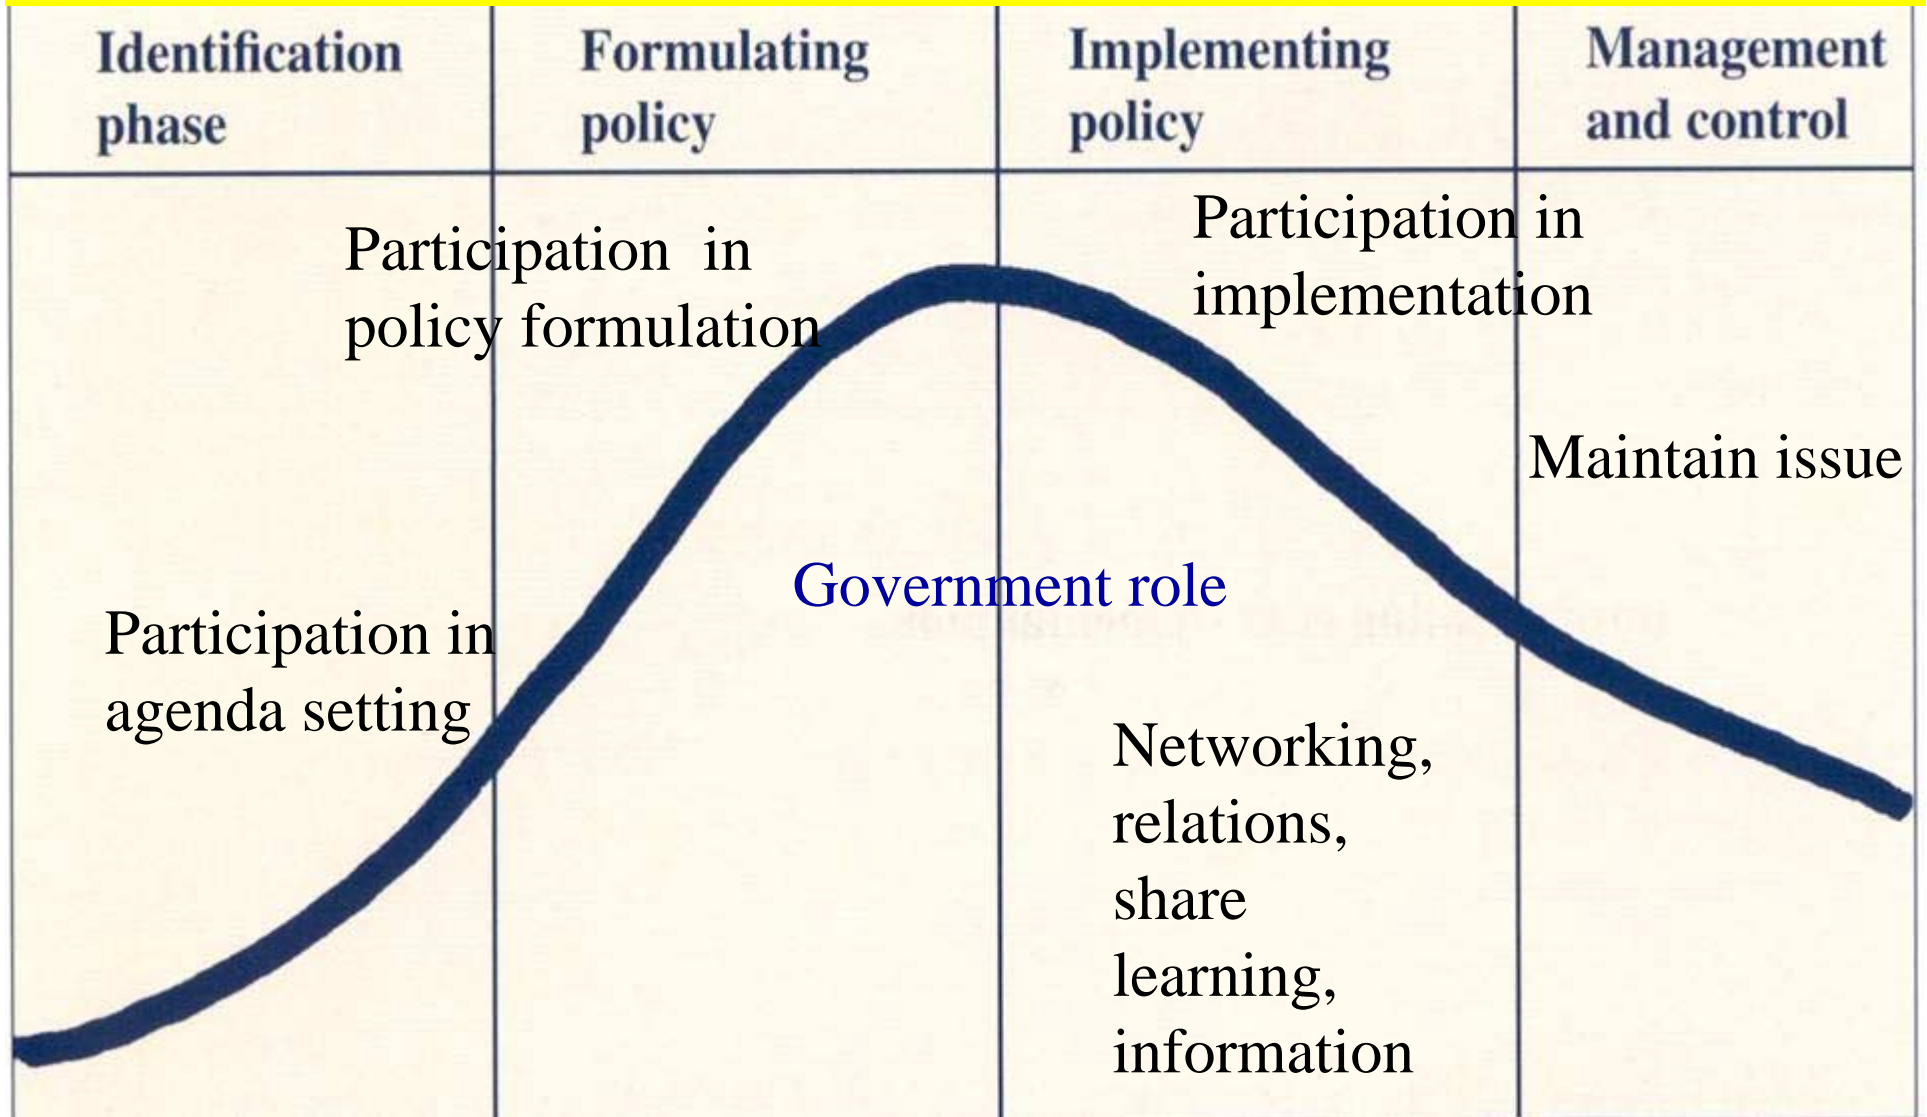 Identification
phase
Formulating
policy
Implementing
policy
Management
and control
Participation in
policy formulation
Participation in
implementation
Maintain issue
Government role
Participation in
agenda setting
Networking,
relations,
share
learning,
information